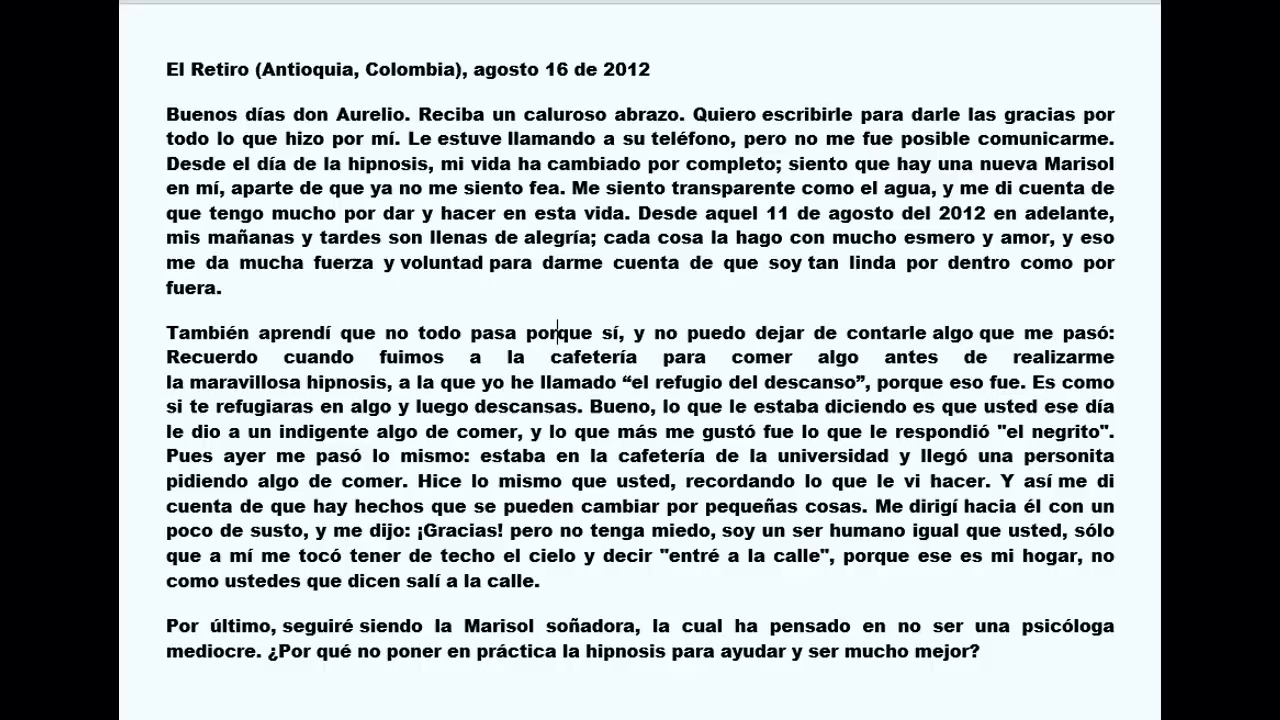 El Retiro (Antioquia, Colombia), agosto 16 de 2012
Buenos días don Aurelio. Reciba un caluroso abrazo. Quiero escribirle para darle las gracias por
todo lo que hizo por mí. Le estuve llamando a su teléfono, pero no me fue posible comunicarme.
Desde el día de la hipnosis, mi vida ha cambiado por completo; siento que hay una nueva Marisol
en mí, aparte de que ya no me siento fea. Me siento transparente como el agua, y me di cuenta de
que tengo mucho por dar y hacer en esta vida. Desde aquel 11 de agosto del 2012 en adelante,
mis mañanas y tardes son llenas de alegría; cada cosa la hago con mucho esmero y amor, y eso
me da mucha fuerza y voluntad para darme cuenta de que soy tan linda por dentro como por
fuera.
También aprendí que no todo pasa porque sí, y no puedo dejar de contarle algo que me pasó:
Recuerdo cuando fuimos a la cafetería para comer algo antes de realizarme
la maravillosa hipnosis, a la que yo he llamado “el refugio del descanso”, porque eso fue. Es como
si te refugiaras en algo y luego descansas. Bueno, lo que le estaba diciendo es que usted ese día
le dio a un indigente algo de comer, y lo que más me gustó fue lo que le respondió "el negrito".
Pues ayer me pasó lo mismo: estaba en la cafetería de la universidad y llegó una personita
pidiendo algo de comer. Hice lo mismo que usted, recordando lo que le vi hacer. Y así me di
cuenta de que hay hechos que se pueden cambiar por pequeñas cosas. Me dirigí hacia él con un
poco de susto, y me dijo: ¡Gracias! pero no tenga miedo, soy un ser humano igual que usted, sólo
que a mí me tocó tener de techo el cielo y decir "entré a la calle", porque ese es mi hogar, no
como ustedes que dicen salí a la calle.
Por último, seguiré siendo la Marisol soñadora, la cual ha pensado en no ser una psicóloga
mediocre. ¿Por qué no poner en práctica la hipnosis para ayudar y ser mucho mejor?